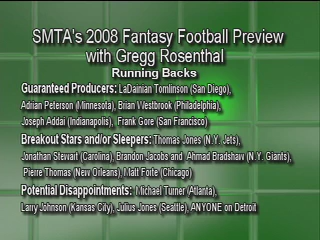 SMTA's 2008 Fantasy Football Preview
with Gregg Rosenthal
Running Backs
Guaranteed Producers: LaDainian Tomlinson (San Diego),
Adrian Peterson (Minnesota), Brian Westbrook (Philadelphia),
Joseph Addai (Indianapolis), Frank Gore (San Francisco)
Breakout Stars and/or Sleepers: Thomas Jones (N.Y. Jets),
Jonathan Stewart (Carolina), Brandon Jacobs and Ahmad Bradshaw (N.Y. Giants),
Pierre Thomas (New Orleans), Matt Forte (Chicago)
Potential Disappointments: Michael Turner (Atlanta),
Larry Johnson (Kansas City), Julius Jones (Seattle), ANYONE on Detroit